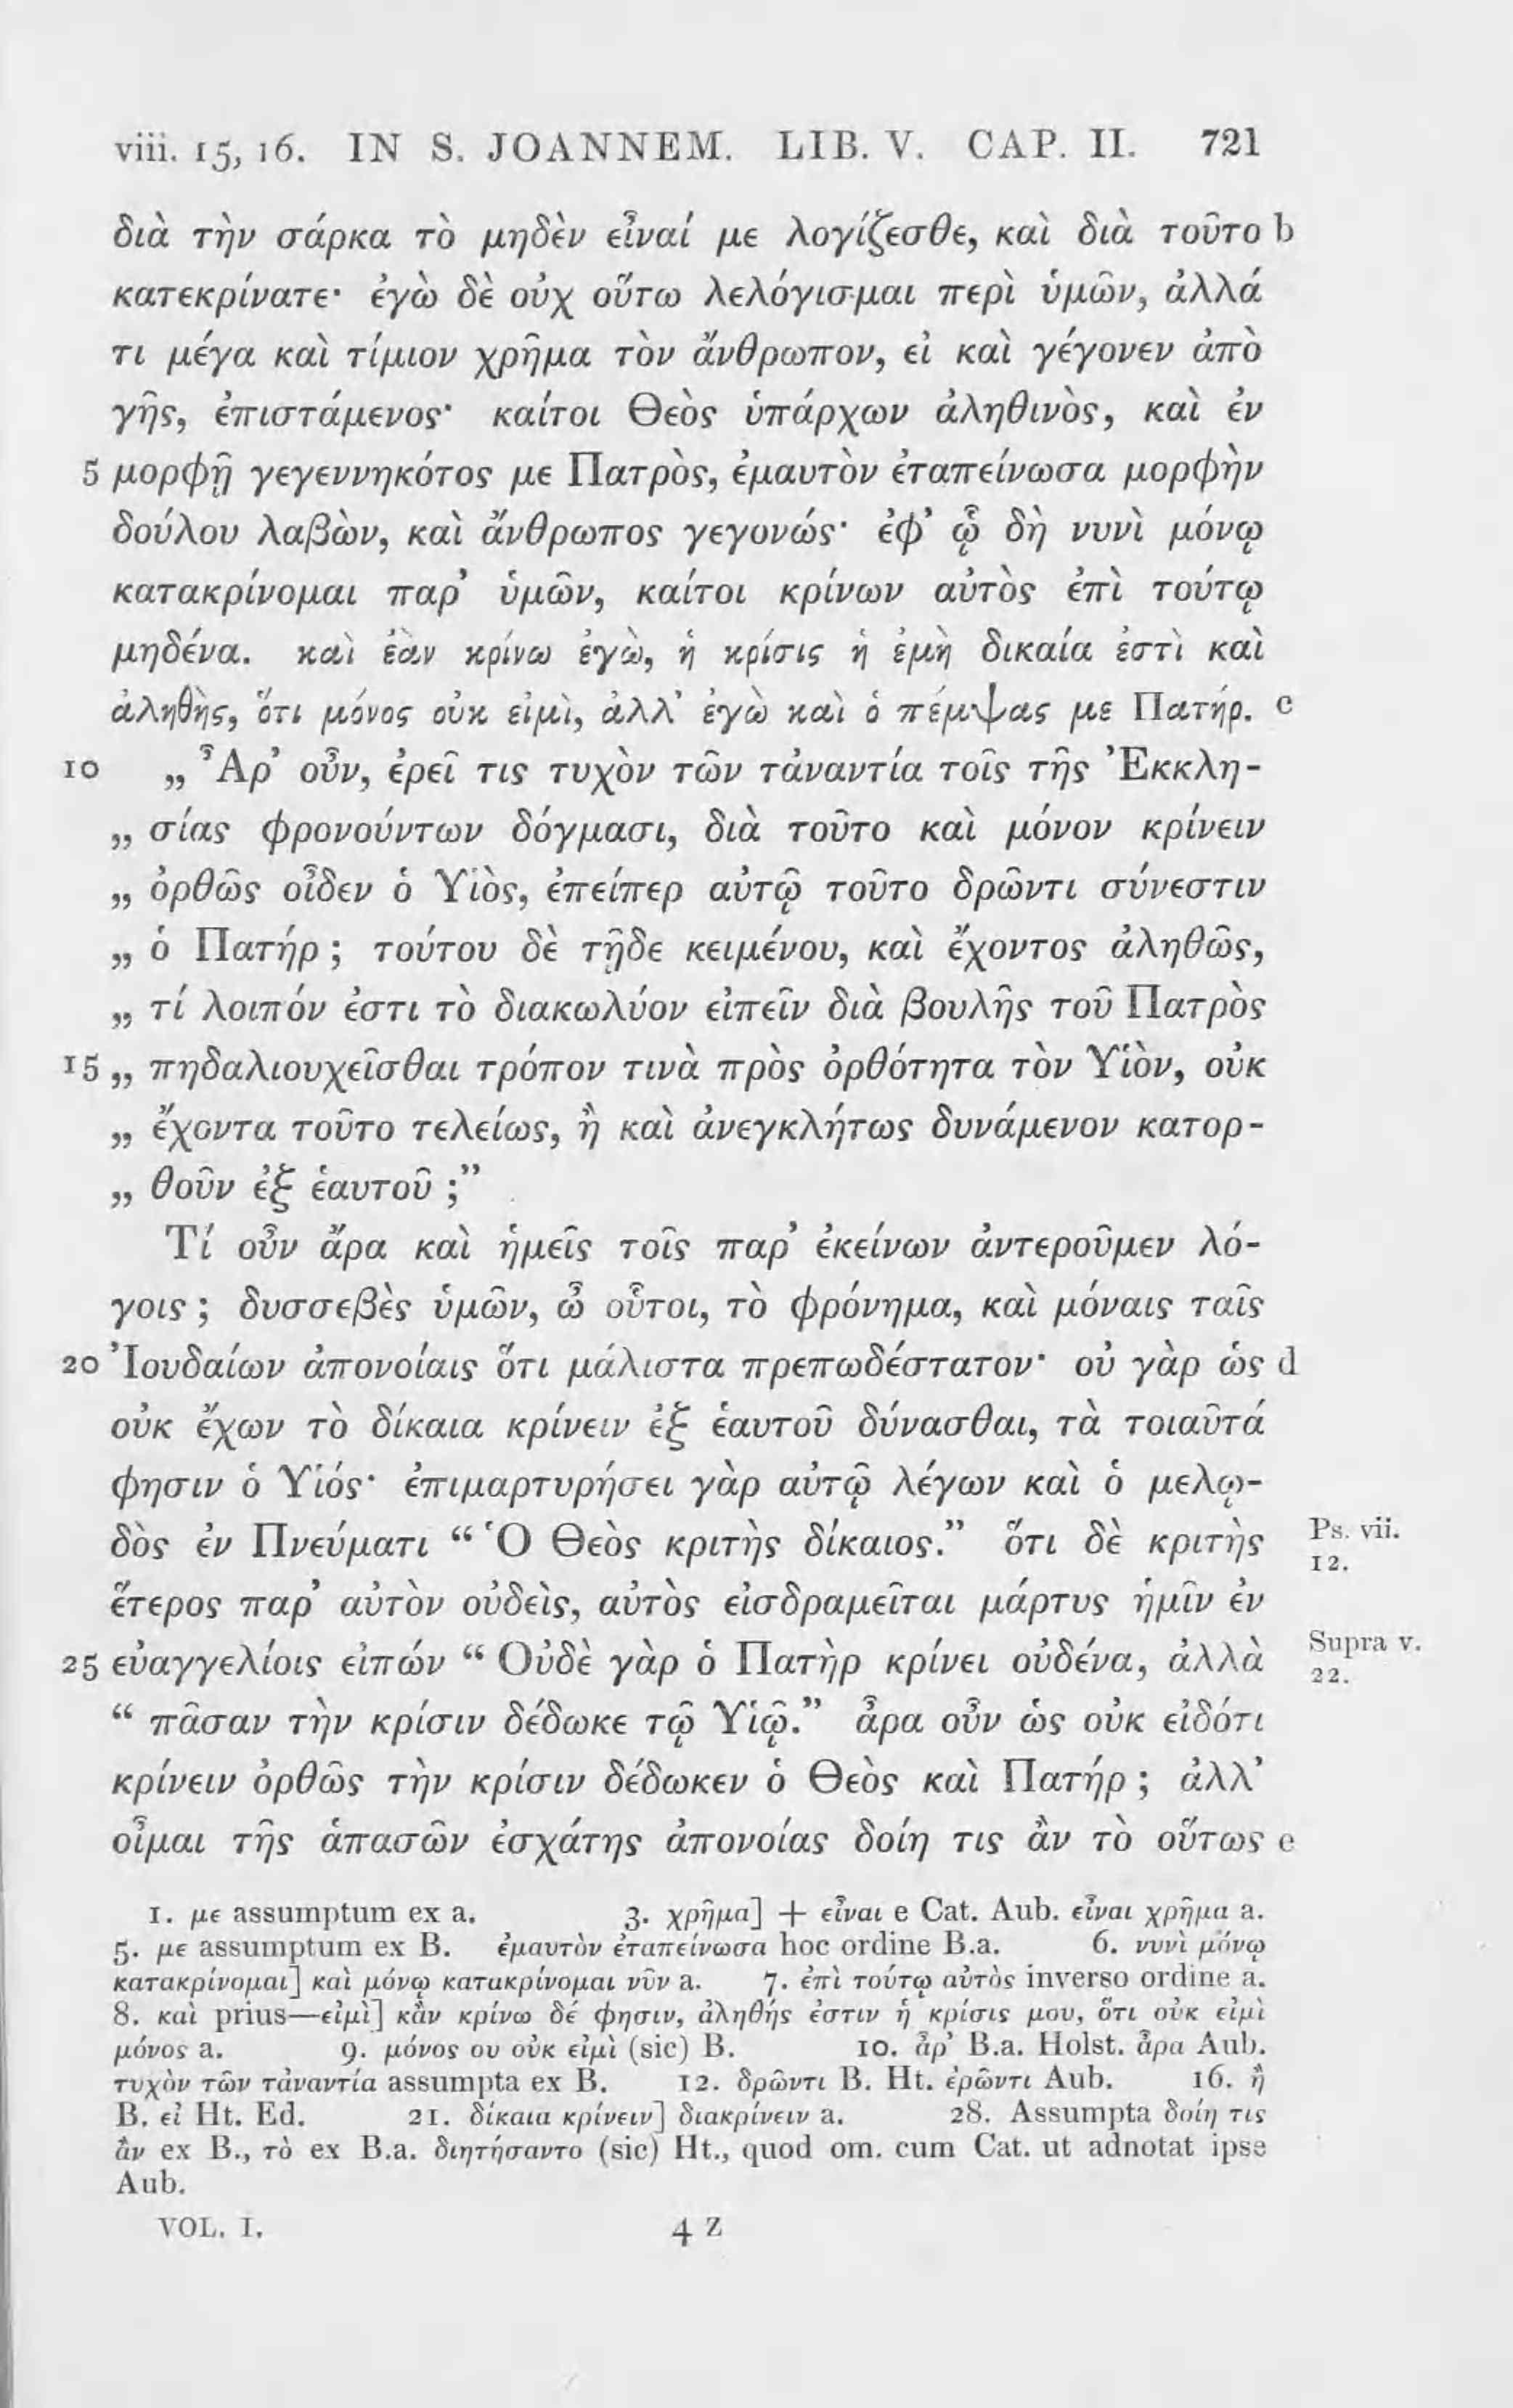 viii. 15, 16. IN S. JOANNEM. LIB. V. CAP. II. 721
διὰ τὴν σάρκα τὸ μηδὲν εἶναί με λογίζεσθε, καὶ διὰ τοῦτο b
κατεκρίνατε· ἐγὼ δὲ οὐχ οὕτω λελόγισμαι περὶ ὑμῶν, ἀλλά
τι μέγα καὶ τίμιον χρῆμα τὸν ἄνθρωπον, εἰ καὶ γέγονεν ἀπὸ
γῆς, ἐπιστάμενος· καίτοι Θεὸς ὑπάρχων ἀληθινὸς, καὶ ἐν
5 μορφῇ γεγεννηκότος με Πατρὸς, ἐμαυτὸν ἐταπείνωσα μορφὴν
δούλου λαβὼν, καὶ ἄνθρωπος γεγονώς· ἐφ’ ᾧ δὴ νυνὶ μόνῳ
κατακρίνομαι παρ’ ὑμῶν, καίτοι κρίνων αὐτὸς ἐπὶ τούτῳ
μηδένα. καὶ ἐὰν κρίνω ἐγὼ, ἡ κρίσις ἡ ἐμὴ δικαία ἐστὶ καὶ
ἀληθὴς, ὅτι μόνος οὐκ εἰμὶ, ἀλλ’ ἐγὼ καὶ ὁ πέμψας με Πατήρ. c
10 „ Ἆρ’ οὖν, ἐρεῖ τις τυχὸν τῶν τἀναντία τοῖς τῆς Ἐκκλη-
„ σίας φρονούντων δόγμασι, διὰ τοῦτο καὶ μόνον κρίνειν
„ ὀρθῶς οἶδεν ὁ Υἱὸς, ἐπείπερ αὐτῷ τοῦτο δρῶντι σύνεστιν
„ ὁ Πατήρ ; τούτου δὲ τῇδε κειμένου, καὶ ἔχοντος ἀληθῶς,
„ τί λοιπόν ἐστι τὸ διακωλύον εἰπεῖν διὰ βουλῆς τοῦ Πατρὸς
15 „ πηδαλιουχεῖσθαι τρόπον τινὰ πρὸς ὀρθότητα τὸν Υἱὸν, οὐκ
„ ἔχοντα τοῦτο τελείως, ἢ καὶ ἀνεγκλήτως δυνάμενον κατορ-
„ θοῦν ἐξ ἑαυτοῦ ;”
Τί οὖν ἄρα καὶ ἡμεῖς τοῖς παρ’ ἐκείνων ἀντεροῦμεν λό-
γοις ; δυσσεβὲς ὑμῶν, ὦ οὗτοι, τὸ φρόνημα, καὶ μόναις ταῖς
20 Ἰουδαίων ἀπονοίαις ὅτι μάλιστα πρεπωδέστατον· οὐ γὰρ ὡς d
οὐκ ἔχων τὸ δίκαια κρίνειν ἐξ ἑαυτοῦ δύνασθαι, τὰ τοιαῦτά
φησιν ὁ Υἱός· ἐπιμαρτυρήσει γὰρ αὐτῷ λέγων καὶ ὁ μελῳ-
δὸς ἐν Πνεύματι “ Ὁ Θεὸς κριτὴς δίκαιος.” ὅτι δὲ κριτὴς Ps. vii.
12.
ἕτερος παρ’ αὐτὸν οὐδεὶς, αὐτὸς εἰσδραμεῖται μάρτυς ἡμῖν ἐν
25 εὐαγγελίοις εἰπών “ Οὐδὲ γὰρ ὁ Πατὴρ κρίνει οὐδένα, ἀλλὰ Supra v.
22.
“ πᾶσαν τὴν κρίσιν δέδωκε τῷ Υἱῷ.” ἆρα οὖν ὡς οὐκ εἰδότι
κρίνειν ὀρθῶς τὴν κρίσιν δέδωκεν ὁ Θεὸς καὶ Πατήρ ; ἀλλ’
οἶμαι τῆς ἁπασῶν ἐσχάτης ἀπονοίας δοίη τις ἂν τὸ οὕτως e
1. με assumptum ex a. 3. χρῆμα] + εἶναι e Cat. Aub. εἶναι χρῆμα a.
5. με assumptum ex B. ἐμαυτὸν ἐταπείνωσα hoc ordine B.a. 6. νυνὶ μόνῳ
κατακρίνομαι] καὶ μόνῳ κατακρίνομαι νῦν a. 7. ἐπὶ τούτῳ αὐτὸς inverso ordine a.
8. καὶ prius—εἰμὶ] κἂν κρίνω δέ φησιν, ἀληθής ἐστιν ἡ κρίσις μου, ὅτι οὐκ εἰμὶ
μόνος a. 9. μόνος ου οὐκ εἰμὶ (sic) B. 10. ἆρ’ B.a. Holst. ἆρα Aub.
τυχὸν τῶν τἀναντία assumpta ex B. 12. δρῶντι B. Ht. ἐρῶντι Aub. 16. ἢ
B. εἰ Ht. Ed. 21. δίκαια κρίνειν] διακρίνειν a. 28. Assumpta δοίη τις
ἂν ex B., τὸ ex B.a. διητήσαντο (sic) Ht., quod om. cum Cat. ut adnotat ipse
Aub.
VOL. I. 4 Z